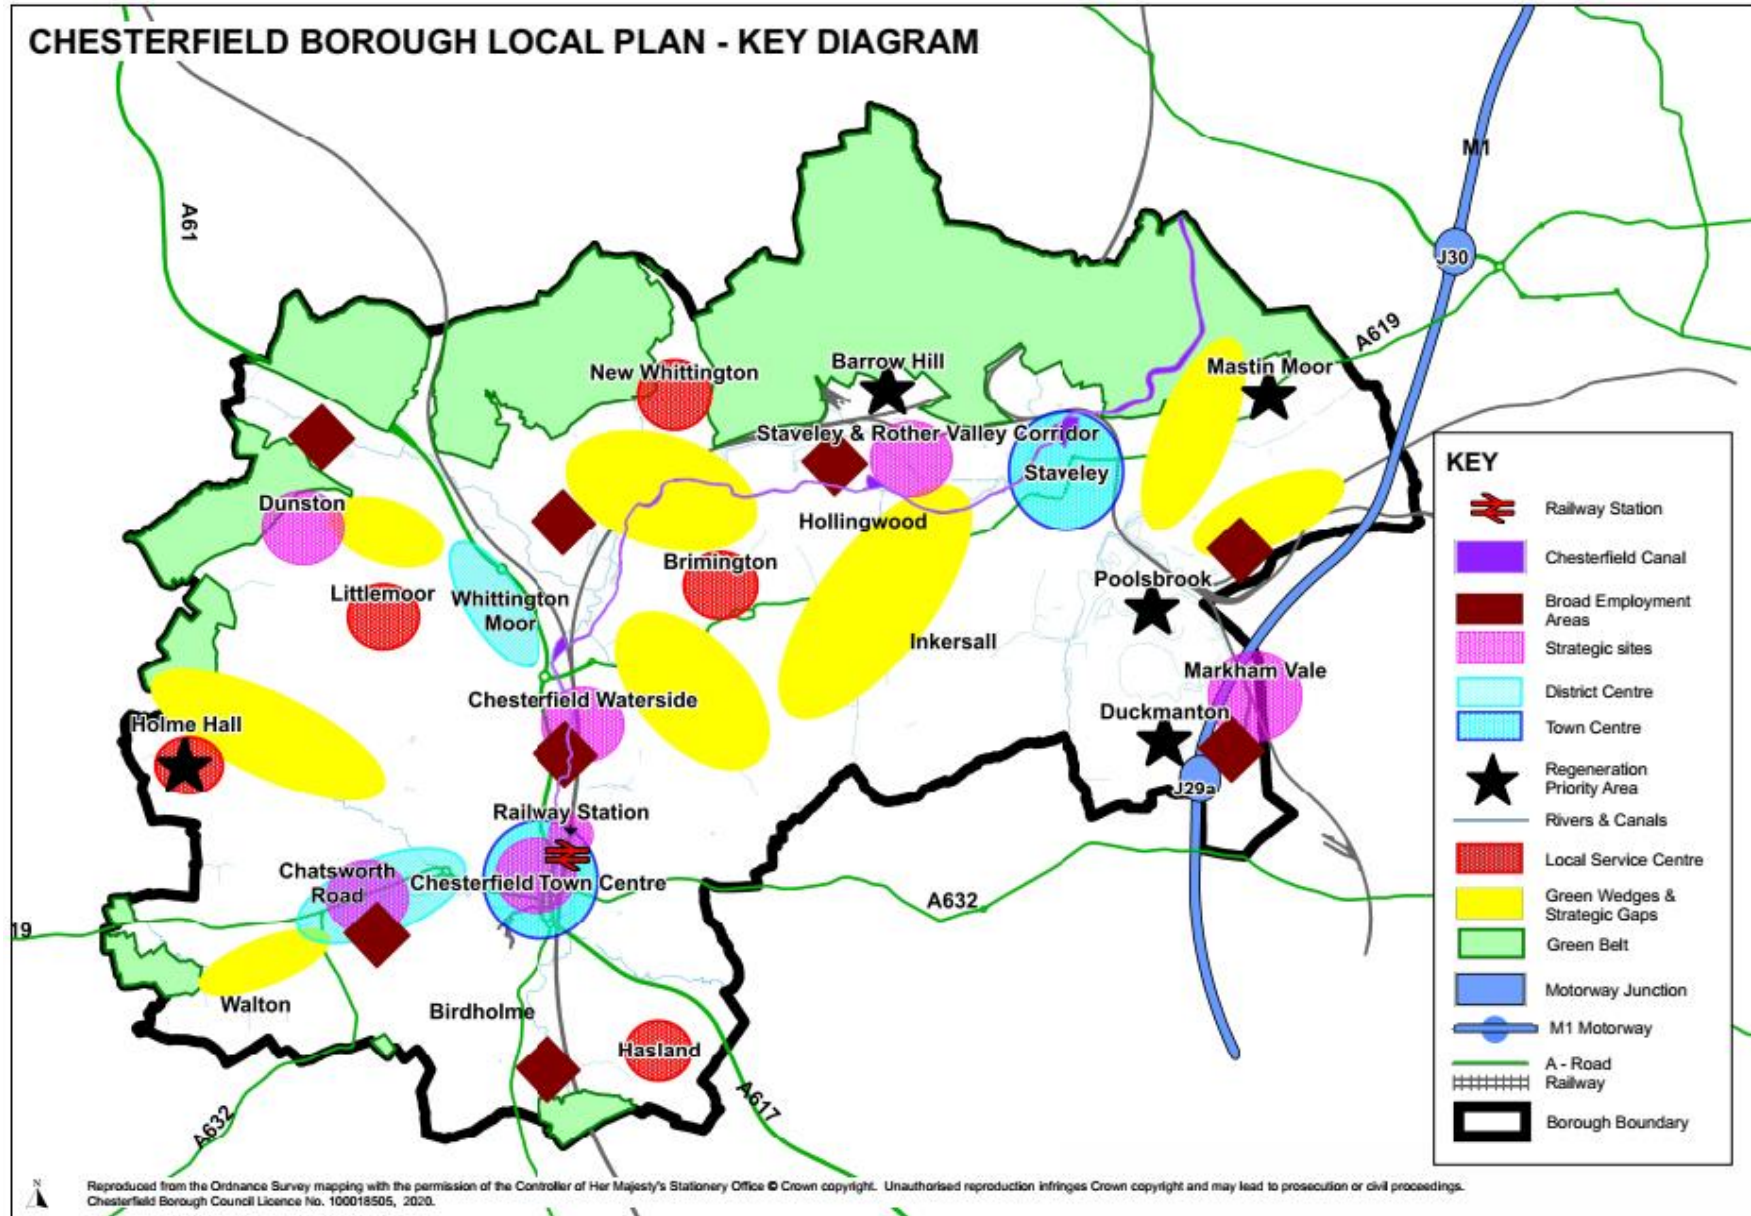 CHESTERFIELD BOROUGH LOCAL PLAN - KEY DIAGRAM
M1
A61
J30
A619
New Whittington
Barrow Hill
Mastin Moor
Staveley & Rother Valley Corridor
Staveley
Dunston
Hollingwood
Brimington
Littlemoor
Whittington
Moor
Poolsbrook
Inkersall
Markham Vale
Chesterfield Waterside
Duckmanton
Holme Hall
J29a
Railway Station
Chatsworth
Road
Chesterfield Town Centre
A632
19
Walton
Birdholme
Hasland
A617
A632
KEY
Railway Station
Chesterfield Canal
Broad Employment
Areas
Strategic sites
District Centre
Town Centre
Regeneration
Priority Area
Rivers & Canals
Local Service Centre
Green Wedges &
Strategic Gaps
Green Belt
Motorway Junction
M1 Motorway
A - Road
Railway
Borough Boundary
N
Reproduced from the Ordnance Survey mapping with the permission of the Controller of Her Majesty's Stationery Office © Crown copyright. Unauthorised reproduction infringes Crown copyright and may lead to prosecution or civil proceedings.
Chesterfield Borough Council Licence No. 100018505, 2020.